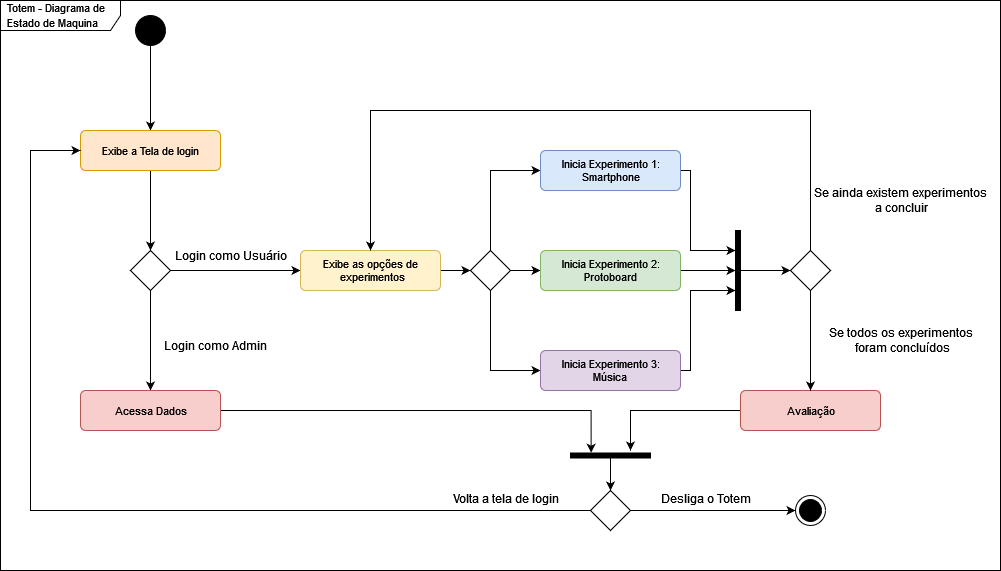 Totem - Diagrama de
Estado de Maquina
Exibe a Tela de login
Inicia Experimento 1:
Smartphone
Se ainda existem experimentos
a concluir
Login como Usuário
Exibe as opções de
experimentos
Inicia Experimento 2:
Protoboard
Login como Admin
Se todos os experimentos
foram concluídos
Inicia Experimento 3:
Música
Acessa Dados
Avaliação
Volta a tela de login
Desliga o Totem